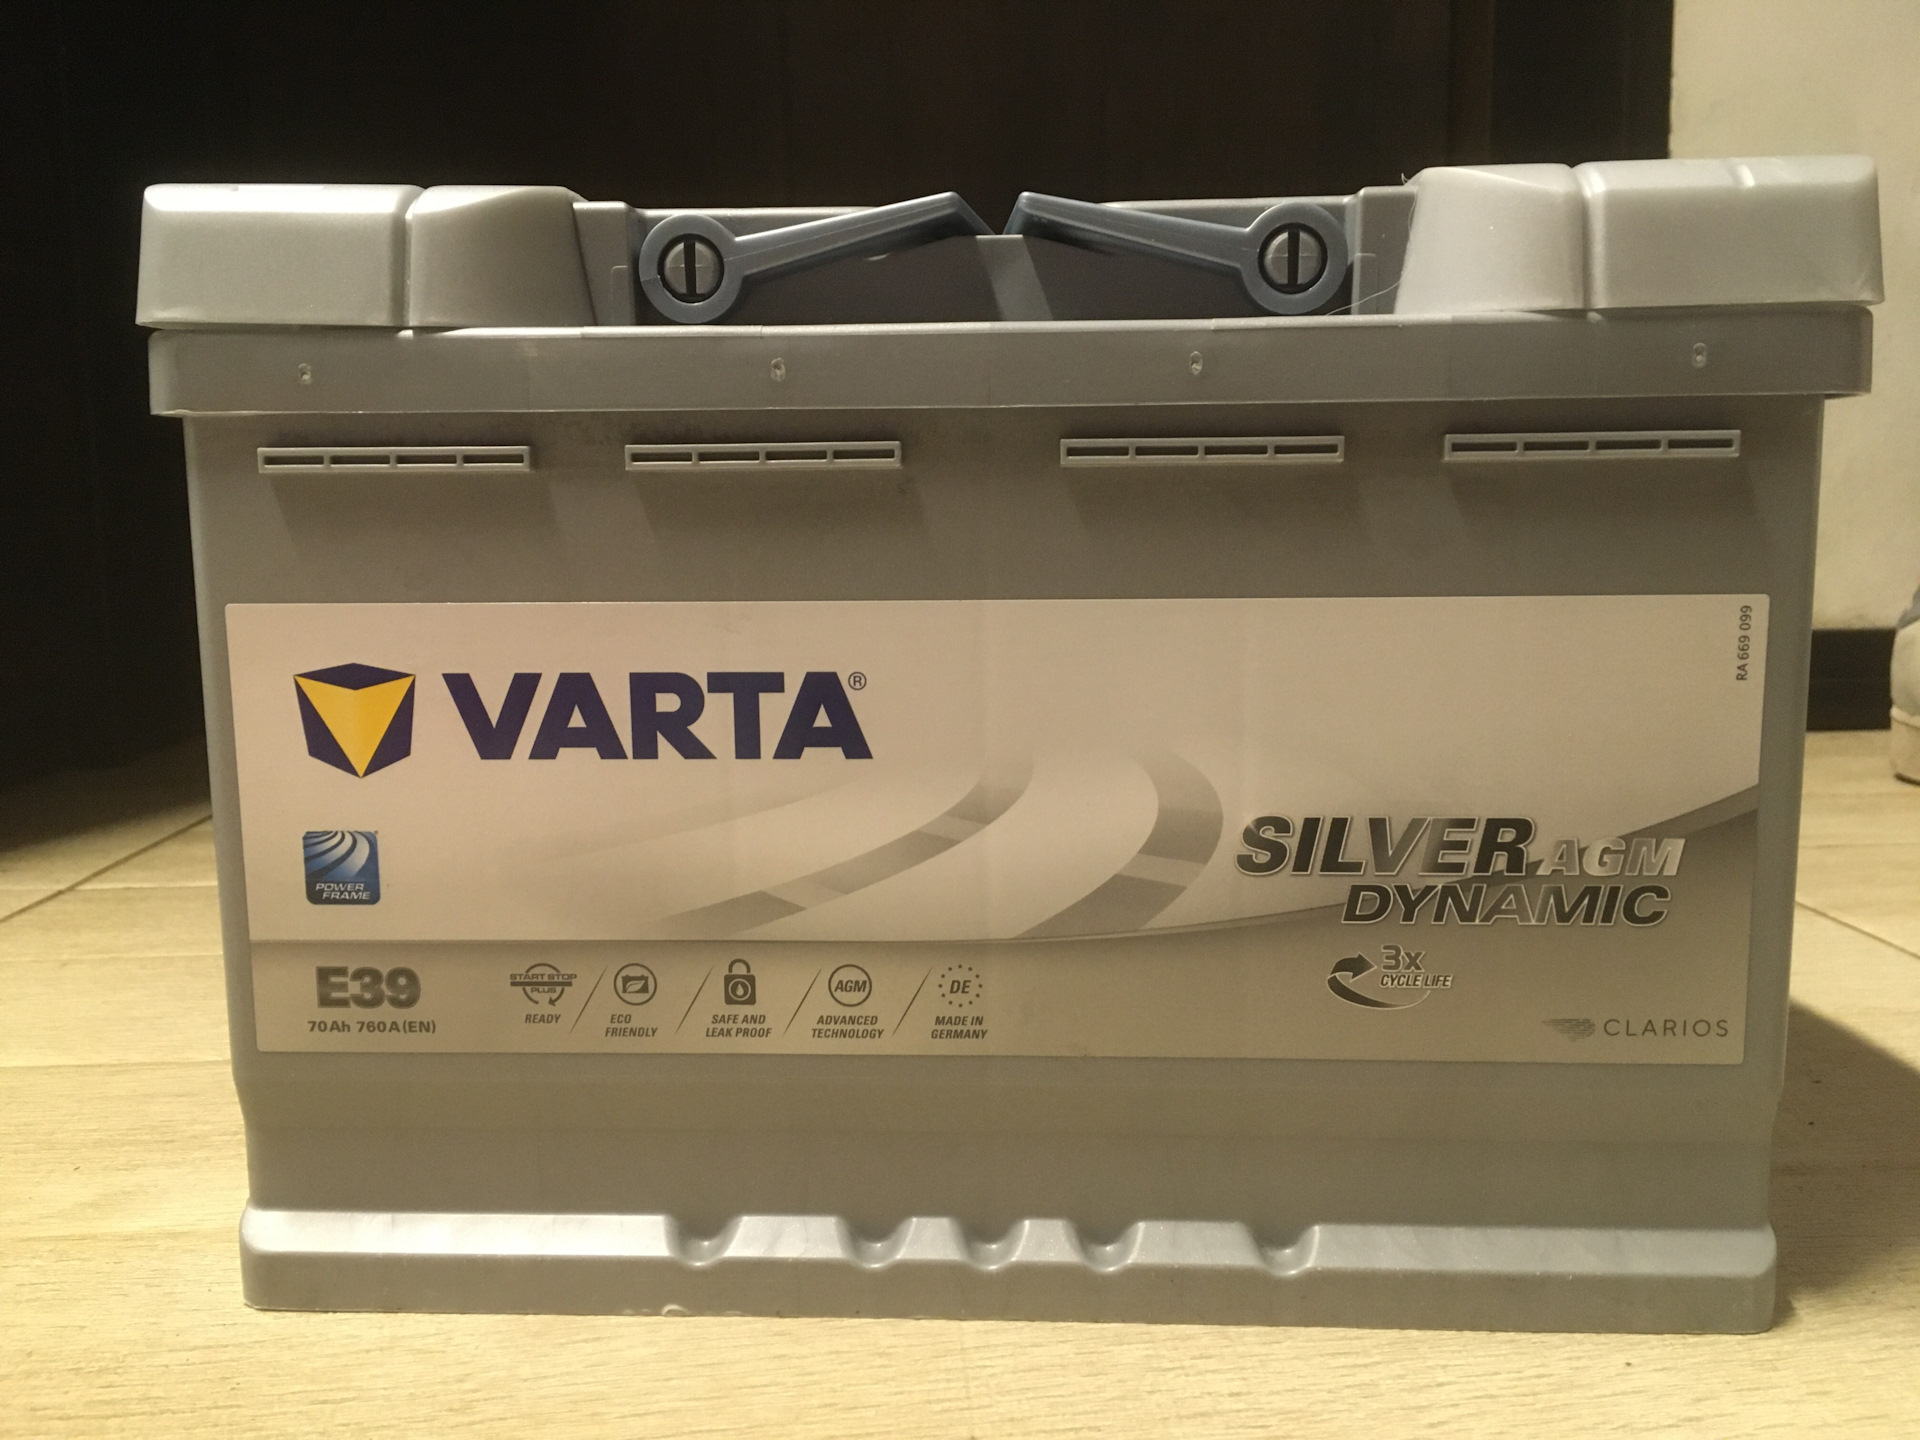 RA 669 099
VARTA®
POWER
FRAME
SILVER AGM
DYNAMIC
3x
CYCLE LIFE
E39
70Ah 760A(EN)
START STOP
PLUS
READY
ECO
FRIENDLY
SAFE AND
LEAK PROOF
AGM
ADVANCED
TECHNOLOGY
DE
MADE IN
GERMANY
CLARIOS